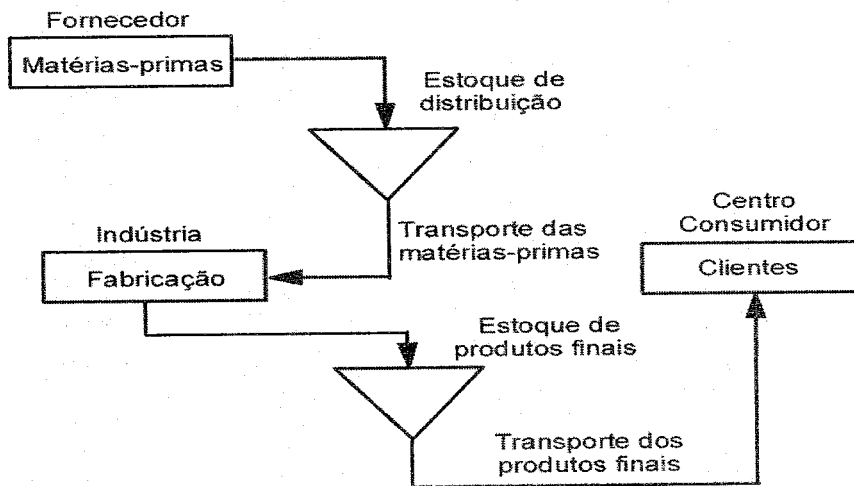 Fornecedor
Matérias-primas
Estoque de
distribuição
Transporte das
matérias-primas
Indústria
Fabricação
Centro
Consumidor
Clientes
Estoque de
produtos finais
Transporte dos
produtos finais